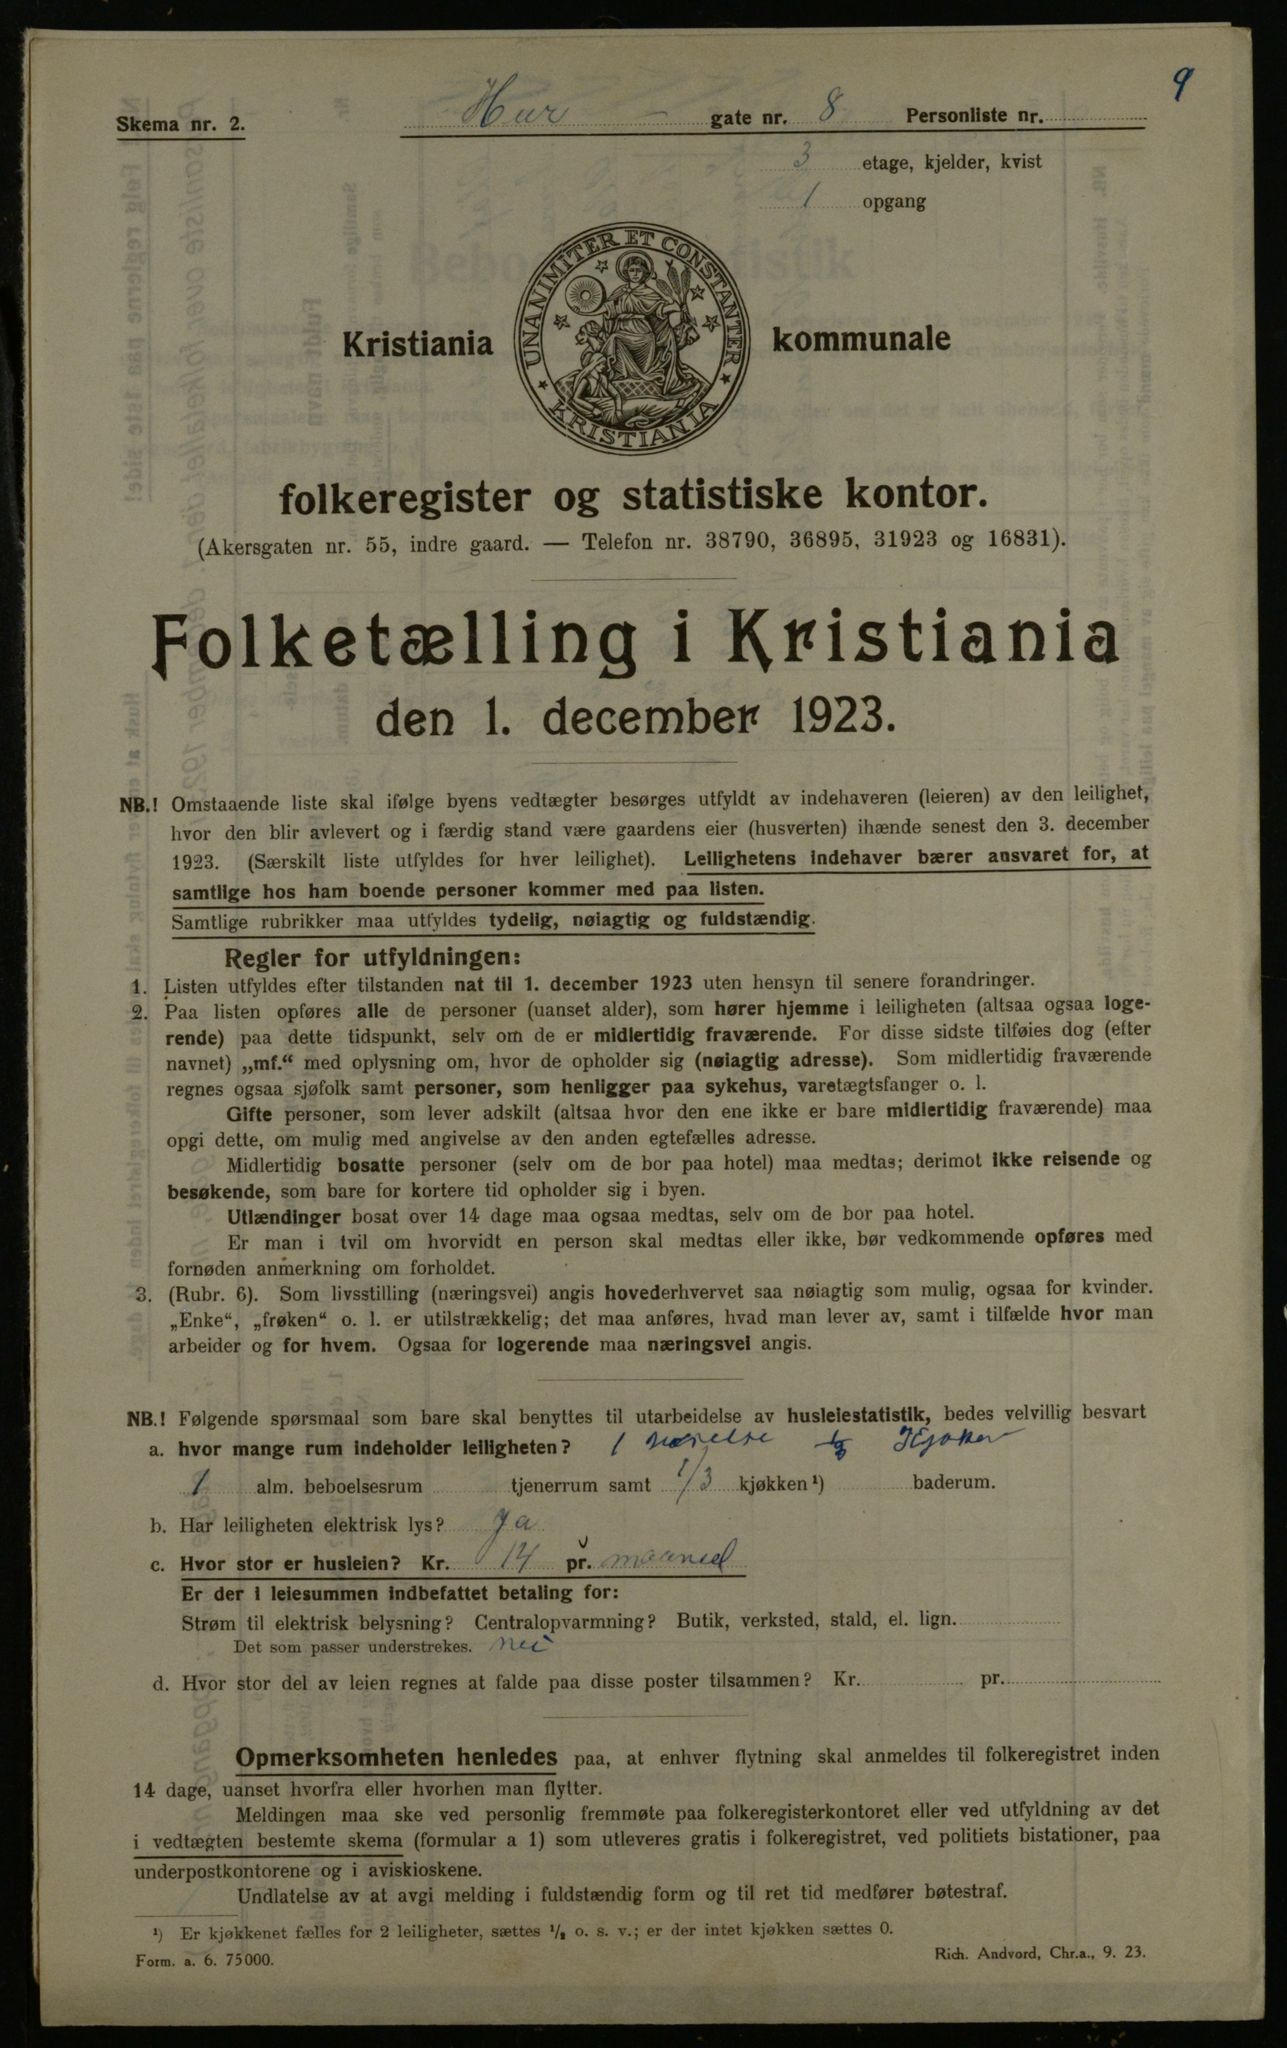 9
Skema nr. 2.
Hur gate nr. 8 Personliste nr.
3 etage, kjelder, kvist
1 opgang
UNANIMITER ET CONSTANTER
KRISTIANIA
Kristiania kommunale
folkeregister og statistiske kontor.
(Akersgaten nr. 55, indre gaard. — Telefon nr. 38790, 36895, 31923 og 16831).
Folketælling i Kristiania
den 1. december 1923.
NB.! Omstaaende liste skal ifølge byens vedtægter besørges utfyldt av indehaveren (leieren) av den leilighet,
hvor den blir avlevert og i færdig stand være gaardens eier (husverten) ihænde senest den 3. december
1923. (Særskilt liste utfyldes for hver leilighet). Leilighetens indehaver bærer ansvaret for, at
samtlige hos ham boende personer kommer med paa listen.
Samtlige rubrikker maa utfyldes tydelig, nøiagtig og fuldstændig.
Regler for utfyldningen:
1. Listen utfyldes efter tilstanden nat til 1. december 1923 uten hensyn til senere forandringer.
2. Paa listen opføres alle de personer (uanset alder), som hører hjemme i leiligheten (altsaa ogsaa loge-
rende) paa dette tidspunkt, selv om de er midlertidig fraværende. For disse sidste tilføies dog (efter
navnet) „mf.“ med oplysning om, hvor de opholder sig (nøiagtig adresse). Som midlertidig fraværende
regnes ogsaa sjøfolk samt personer, som henligger paa sykehus, varetægtsfanger o. l.
Gifte personer, som lever adskilt (altsaa hvor den ene ikke er bare midlertidig fraværende) maa
opgi dette, om mulig med angivelse av den anden egtefælles adresse.
Midlertidig bosatte personer (selv om de bor paa hotel) maa medtas; derimot ikke reisende og
besøkende, som bare for kortere tid opholder sig i byen.
Utlændinger bosat over 14 dage maa ogsaa medtas, selv om de bor paa hotel.
Er man i tvil om hvorvidt en person skal medtas eller ikke, bør vedkommende opføres med
fornøden anmerkning om forholdet.
3. (Rubr. 6). Som livsstilling (næringsvei) angis hovederhvervet saa nøiagtig som mulig, ogsaa for kvinder.
„Enke“, „frøken“ o. l. er utilstrækkelig; det maa anføres, hvad man lever av, samt i tilfælde hvor man
arbeider og for hvem. Ogsaa for logerende maa næringsvei angis.
NB.! Følgende spørsmaal som bare skal benyttes til utarbeidelse av husleiestatistik, bedes velvillig besvart
a. hvor mange rum indeholder leiligheten? 1
1 alm. beboelsesrum tjenerrum samt 1/3 kjøkken ¹) baderum.
b. Har leiligheten elektrisk lys? Ja
c. Hvor stor er husleien? Kr. 14 pr. maaned
Er der i leiesummen indbefattet betaling for:
Strøm til elektrisk belysning? Centralopvarmning? Butik, verksted, stald, el. lign.
Det som passer understrekes. nei
d. Hvor stor del av leien regnes at falde paa disse poster tilsammen? Kr. pr.
Opmerksomheten henledes paa, at enhver flytning skal anmeldes til folkeregistret inden
14 dage, uanset hvorfra eller hvorhen man flytter.
Meldingen maa ske ved personlig fremmøte paa folkeregisterkontoret eller ved utfyldning av det
i vedtægten bestemte skema (formular a 1) som utleveres gratis i folkeregistret, ved politiets bistationer, paa
underpostkontorene og i aviskioskene.
Undlatelse av at avgi melding i fuldstændig form og til ret tid medfører bøtestraf.
¹) Er kjøkkenet fælles for 2 leiligheter, sættes ½ o. s. v.; er der intet kjøkken sættes 0.
Form. a. 6. 75000. Rich. Andvord, Chr.a., 9. 23.